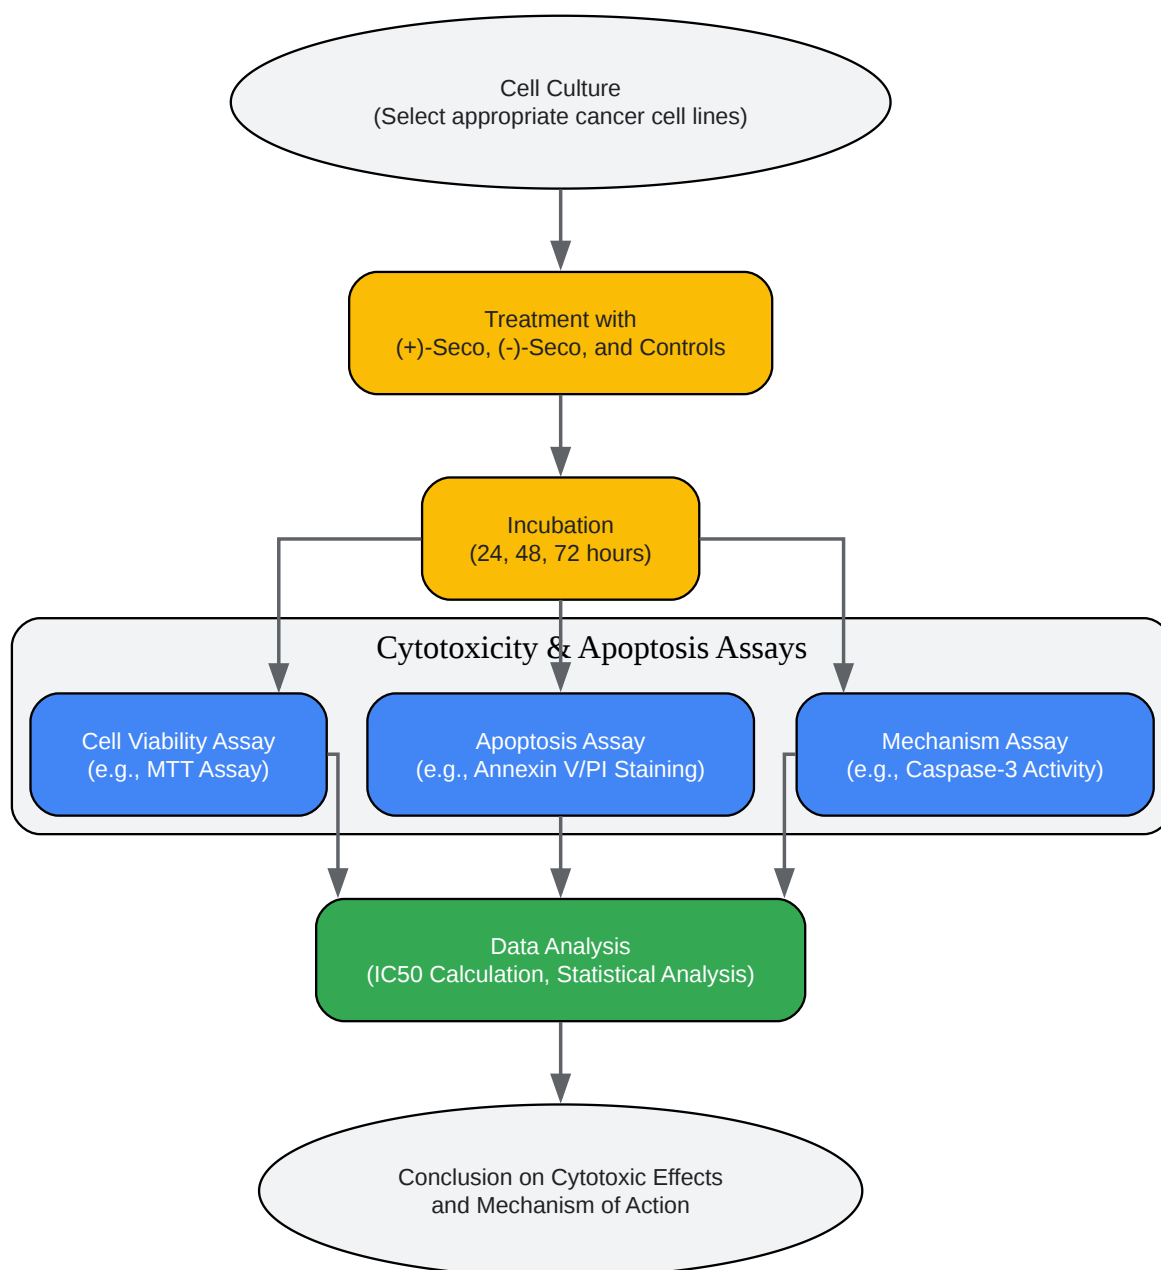 Cell Culture
(Select appropriate cancer cell lines)
Treatment with
(+)-Seco, (-)-Seco, and Controls
Incubation
(24, 48, 72 hours)
Cytotoxicity & Apoptosis Assays
Cell Viability Assay
(e.g., MTT Assay)
Apoptosis Assay
(e.g., Annexin V/PI Staining)
Mechanism Assay
(e.g., Caspase-3 Activity)
Data Analysis
(IC50 Calculation, Statistical Analysis)
Conclusion on Cytotoxic Effects
and Mechanism of Action